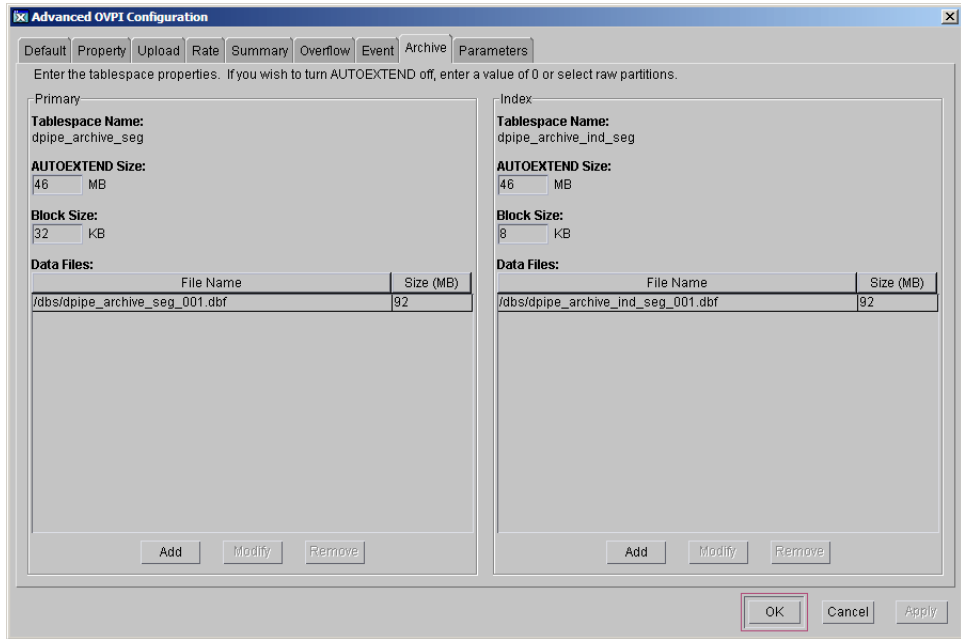 Advanced OVPI Configuration
Default Property Upload Rate Summary Overflow Event Archive Parameters
Enter the tablespace properties. If you wish to turn AUTOEXTEND off, enter a value of 0 or select raw partitions.
Primary
Tablespace Name:
dpipe_archive_seg
AUTOEXTEND Size:
46 MB
Block Size:
32 KB
Data Files:
File Name Size (MB)
/dbs/dpipe_archive_seg_001.dbf 92
Add Modify Remove
Index
Tablespace Name:
dpipe_archive_ind_seg
AUTOEXTEND Size:
46 MB
Block Size:
8 KB
Data Files:
File Name Size (MB)
/dbs/dpipe_archive_ind_seg_001.dbf 92
Add Modify Remove
OK Cancel Apply